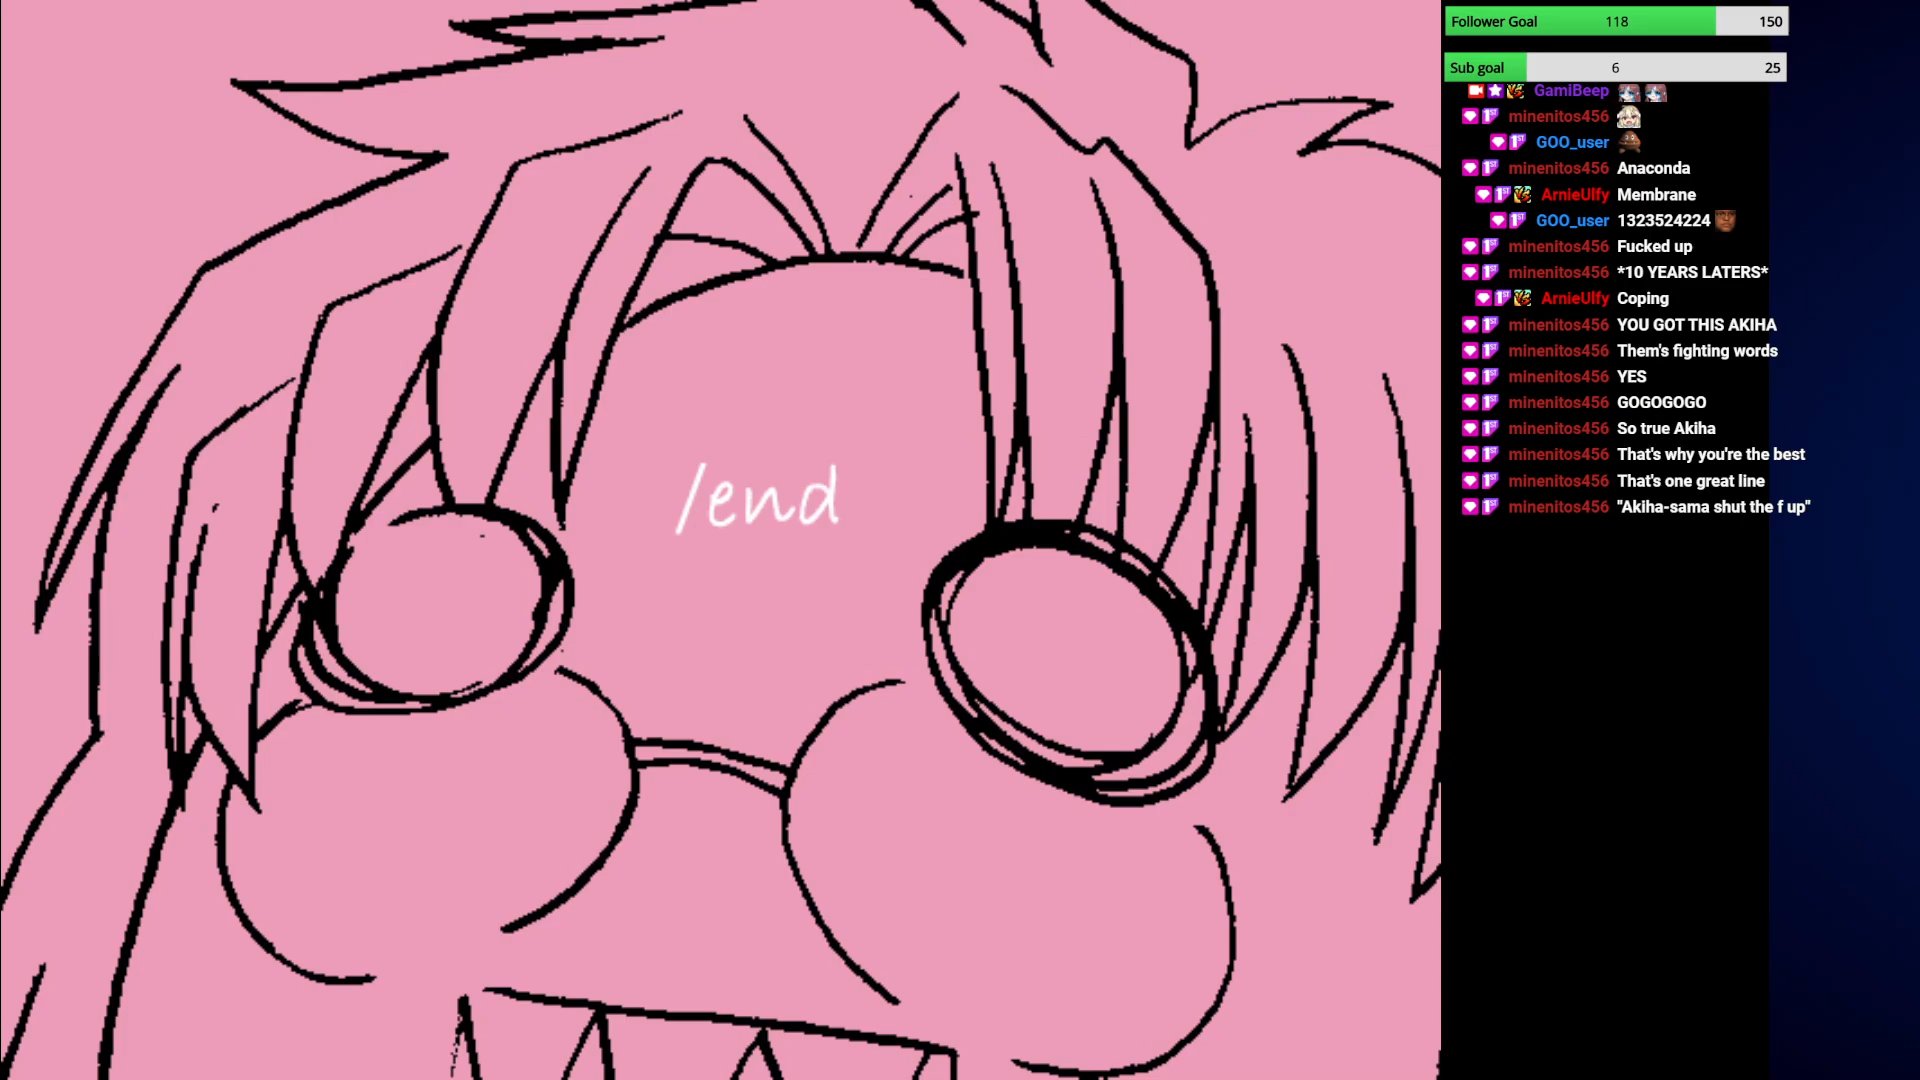 /end
Follower Goal 118 150
Sub goal 6 25
GamiBeep
minenitos456
GOO_user
minenitos456 Anaconda
ArnieUlfy Membrane
GOO_user 1323524224
minenitos456 Fucked up
minenitos456 *10 YEARS LATERS*
ArnieUlfy Coping
minenitos456 YOU GOT THIS AKIHA
minenitos456 Them's fighting words
minenitos456 YES
minenitos456 GOGOGOGO
minenitos456 So true Akiha
minenitos456 That's why you're the best
minenitos456 That's one great line
minenitos456 "Akiha-sama shut the f up"